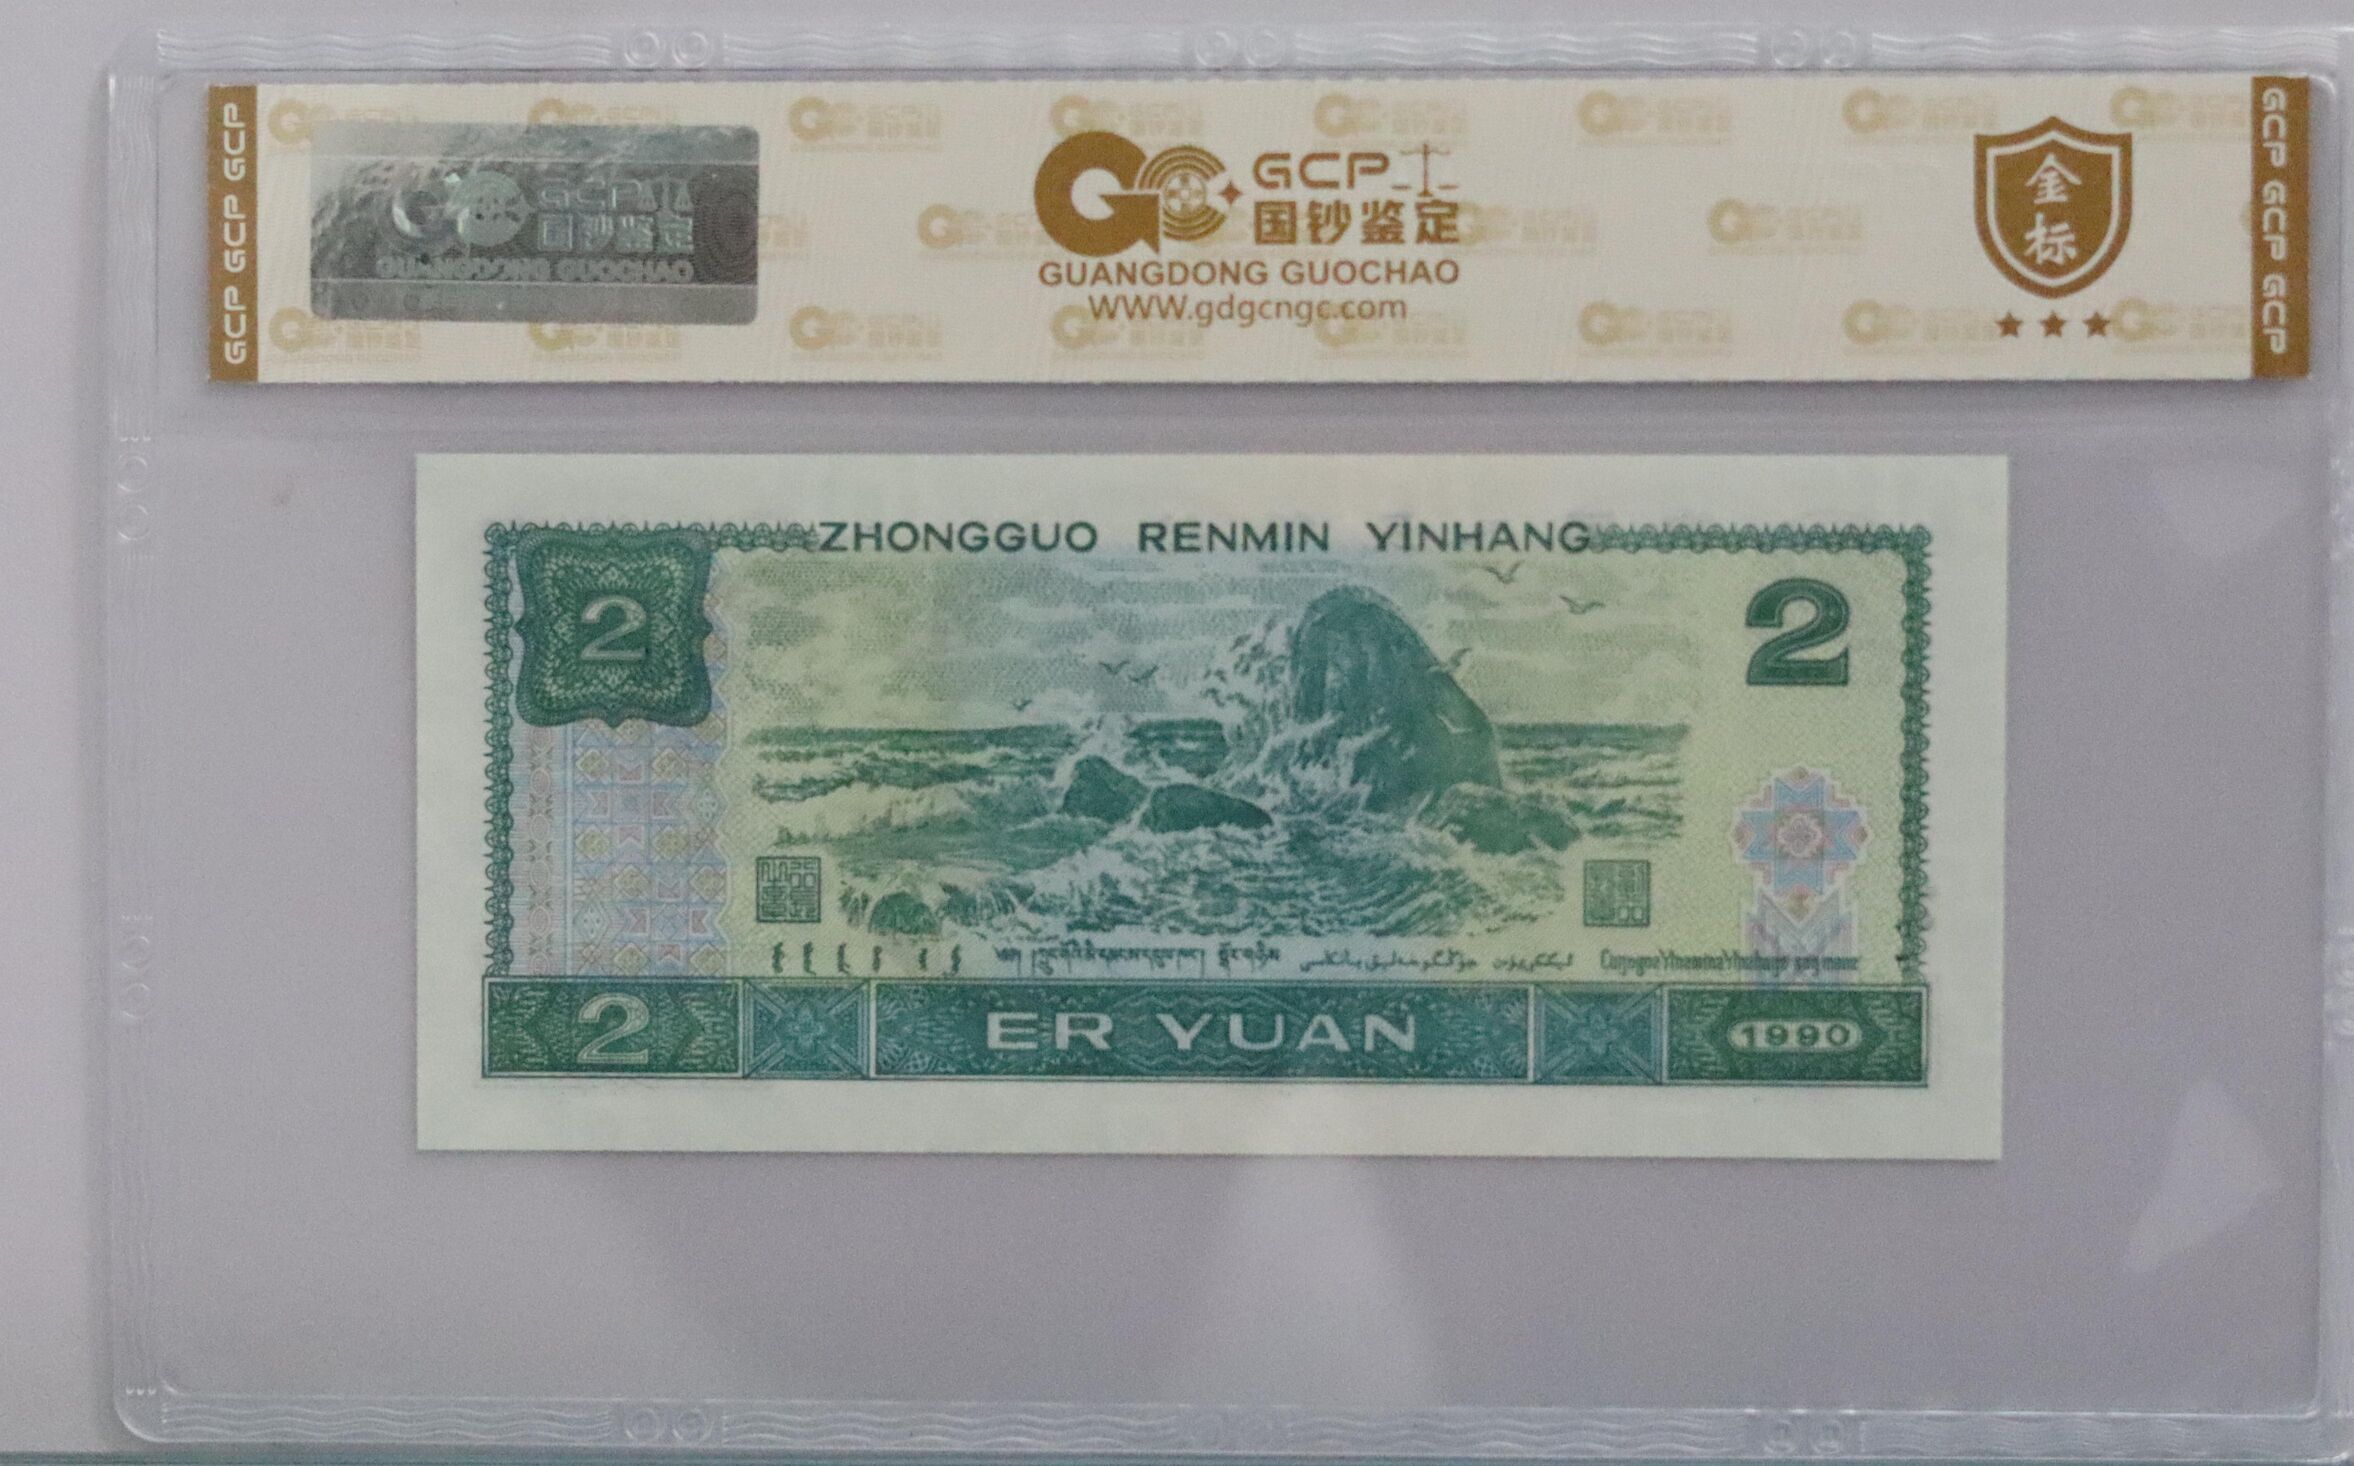 GCP GCP GCP
GCP
国钞鉴定
GUANGDONG GUOCHAO
GCP
国钞鉴定
GUANGDONG GUOCHAO
WWW.gdgcngc.com
金标
GCP GCP GCP
ZHONGGUO RENMIN YINHANG
2
2
2
ER YUAN
1990